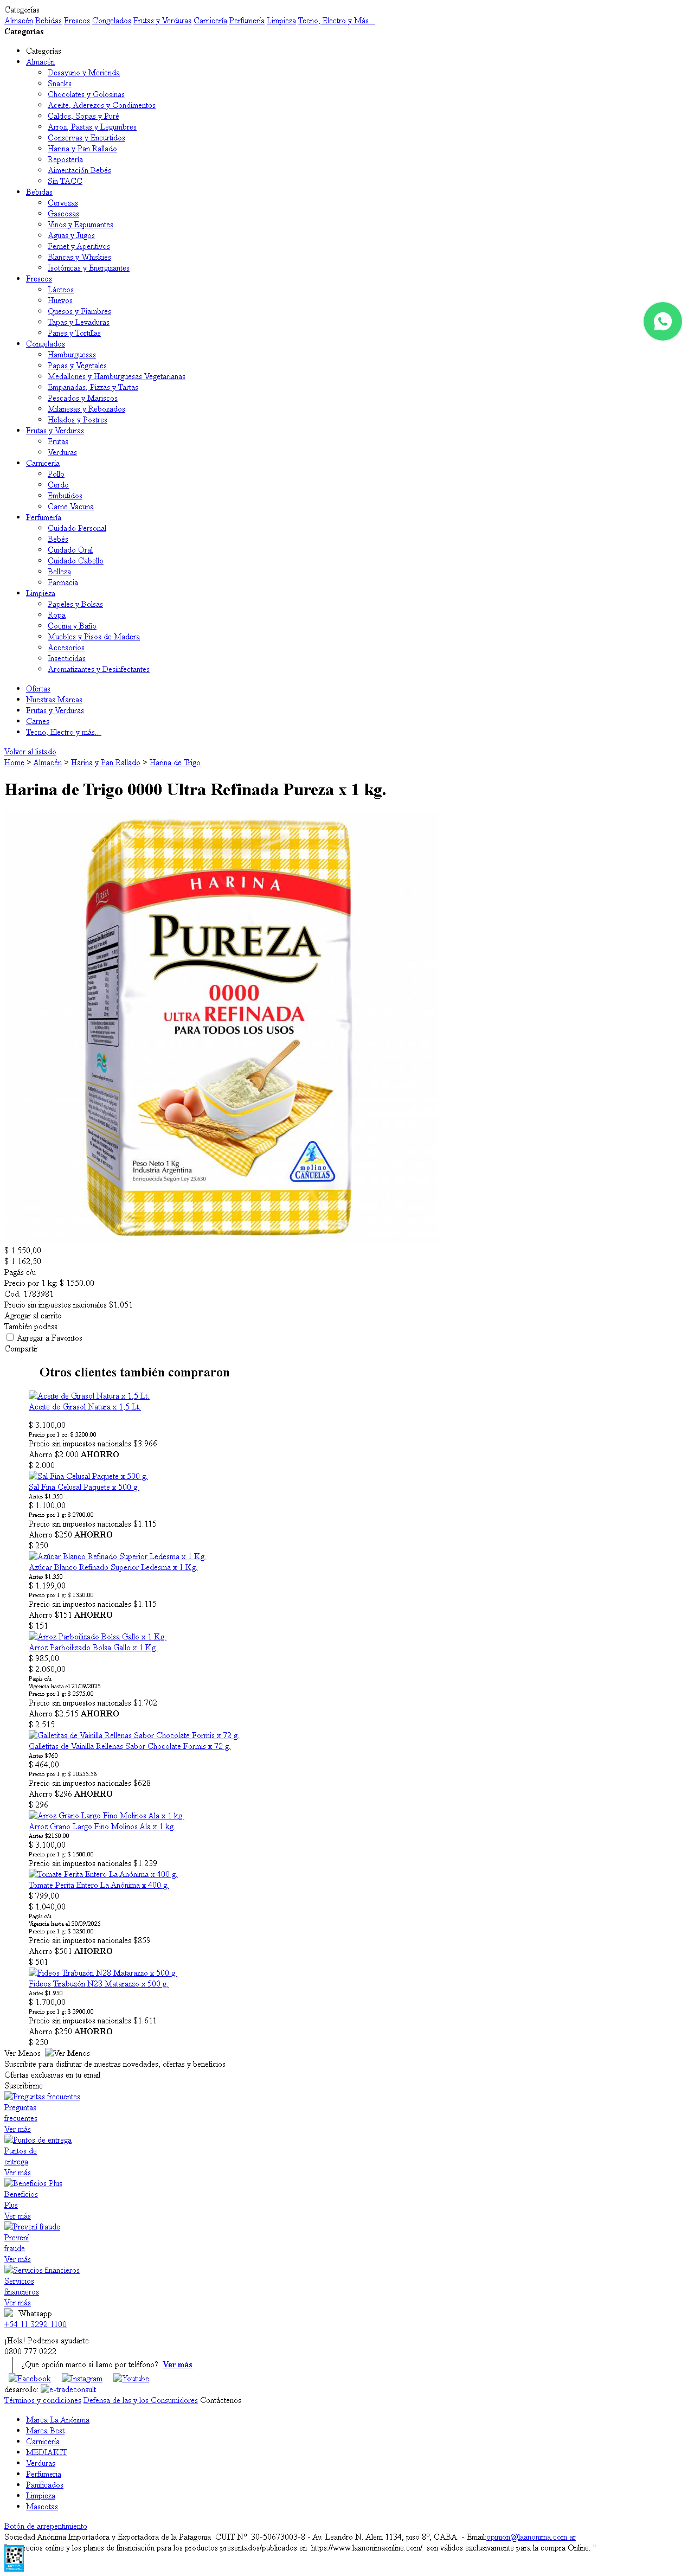 Categorías
Almacén Bebidas Frescos Congelados Frutas y Verduras Carnicería Perfumería Limpieza Tecno, Electro y Más...
Categorias
Categorías
Almacén
Desayuno y Merienda
Snacks
Chocolates y Golosinas
Aceite, Aderezos y Condimentos
Caldos, Sopas y Puré
Arroz, Pastas y Legumbres
Conservas y Encurtidos
Harina y Pan Rallado
Repostería
Aimentación Bebés
Sin TACC
Bebidas
Cervezas
Gaseosas
Vinos y Espumantes
Aguas y Jugos
Fernet y Aperitivos
Blancas y Whiskies
Isotónicas y Energizantes
Frescos
Lácteos
Huevos
Quesos y Fiambres
Tapas y Levaduras
Panes y Tortillas
Congelados
Hamburguesas
Papas y Vegetales
Medallones y Hamburguesas Vegetarianas
Empanadas, Pizzas y Tartas
Pescados y Mariscos
Milanesas y Rebozados
Helados y Postres
Frutas y Verduras
Frutas
Verduras
Carnicería
Pollo
Cerdo
Embutidos
Carne Vacuna
Perfumería
Cuidado Personal
Bebés
Cuidado Oral
Cuidado Cabello
Belleza
Farmacia
Limpieza
Papeles y Bolsas
Ropa
Cocina y Baño
Muebles y Pisos de Madera
Accesorios
Insecticidas
Aromatizantes y Desinfectantes
Ofertas
Nuestras Marcas
Frutas y Verduras
Carnes
Tecno, Electro y más...
Volver al listado
Home > Almacén > Harina y Pan Rallado > Harina de Trigo
Harina de Trigo 0000 Ultra Refinada Pureza x 1 kg.
HARINA
PUREZA
0000
ULTRA REFINADA
PARA TODOS LOS USOS
Peso Neto 1 Kg
Industria Argentina
Enriquecida Según Ley 25.630
molino
CAÑUELAS
$ 1.550,00
$ 1.162,50
Pagás c/u
Precio por 1 kg: $ 1550.00
Cod. 1783981
Precio sin impuestos nacionales $1.051
Agregar al carrito
También podess
Agregar a Favoritos
Compartir
Otros clientes también compraron
Aceite de Girasol Natura x 1,5 Lt.
Aceite de Girasol Natura x 1,5 Lt.
$ 3.100,00
Precio por 1 cc: $ 3200.00
Precio sin impuestos nacionales $3.966
Ahorro $2.000 AHORRO
$ 2.000
Sal Fina Celusal Paquete x 500 g.
Sal Fina Celusal Paquete x 500 g.
Antes $1.350
$ 1.100,00
Precio por 1 g: $ 2700.00
Precio sin impuestos nacionales $1.115
Ahorro $250 AHORRO
$ 250
Azúcar Blanco Refinado Superior Ledesma x 1 Kg.
Azúcar Blanco Refinado Superior Ledesma x 1 Kg.
Antes $1.350
$ 1.199,00
Precio por 1 g: $ 1350.00
Precio sin impuestos nacionales $1.115
Ahorro $151 AHORRO
$ 151
Arroz Parboilizado Bolsa Gallo x 1 Kg.
Arroz Parboilizado Bolsa Gallo x 1 Kg.
$ 985,00
$ 2.060,00
Pagás c/u
Vigencia hasta el 21/09/2025
Precio por 1 g: $ 2575.00
Precio sin impuestos nacionales $1.702
Ahorro $2.515 AHORRO
$ 2.515
Galletitas de Vainilla Rellenas Sabor Chocolate Formis x 72 g.
Galletitas de Vainilla Rellenas Sabor Chocolate Formis x 72 g.
Antes $760
$ 464,00
Precio por 1 g: $ 10555.56
Precio sin impuestos nacionales $628
Ahorro $296 AHORRO
$ 296
Arroz Grano Largo Fino Molinos Ala x 1 kg.
Arroz Grano Largo Fino Molinos Ala x 1 kg.
Antes $2150.00
$ 3.100,00
Precio por 1 g: $ 1500.00
Precio sin impuestos nacionales $1.239
Tomate Perita Entero La Anónima x 400 g.
Tomate Perita Entero La Anónima x 400 g.
$ 799,00
$ 1.040,00
Pagás c/u
Vigencia hasta el 30/09/2025
Precio por 1 g: $ 3250.00
Precio sin impuestos nacionales $859
Ahorro $501 AHORRO
$ 501
Fideos Tirabuzón N28 Matarazzo x 500 g.
Fideos Tirabuzón N28 Matarazzo x 500 g.
Antes $1.950
$ 1.700,00
Precio por 1 g: $ 3900.00
Precio sin impuestos nacionales $1.611
Ahorro $250 AHORRO
$ 250
Ver Menos Ver Menos
Suscribite para disfrutar de nuestras novedades, ofertas y beneficios
Ofertas exclusivas en tu email
Suscribirme
Preguntas frecuentes
Preguntas
frecuentes
Ver más
Puntos de entrega
Puntos de
entrega
Ver más
Beneficios Plus
Beneficios
Plus
Ver más
Prevení fraude
Prevení
fraude
Ver más
Servicios financieros
Servicios
financieros
Ver más
Whatsapp
+54 11 3292 1100
¡Hola! Podemos ayudarte
0800 777 0222
¿Qué opción marco si llamo por teléfono? Ver más
Facebook Instagram Youtube
desarrollo: e-tradeconsult
Términos y condiciones Defensa de las y los Consumidores Contáctenos
Marca La Anónima
Marca Best
Carnicería
MEDIAKIT
Verduras
Perfumeria
Panificados
Limpieza
Mascotas
Botón de arrepentimiento
Sociedad Anónima Importadora y Exportadora de la Patagonia CUIT Nº 30-50673003-8 - Av. Leandro N. Alem 1134, piso 8º, CABA. - Email:opinion@laanonima.com.ar
precios online y los planes de financiación para los productos presentados/publicados en https://www.laanonimaonline.com/ son válidos exclusivamente para la compra Online. "